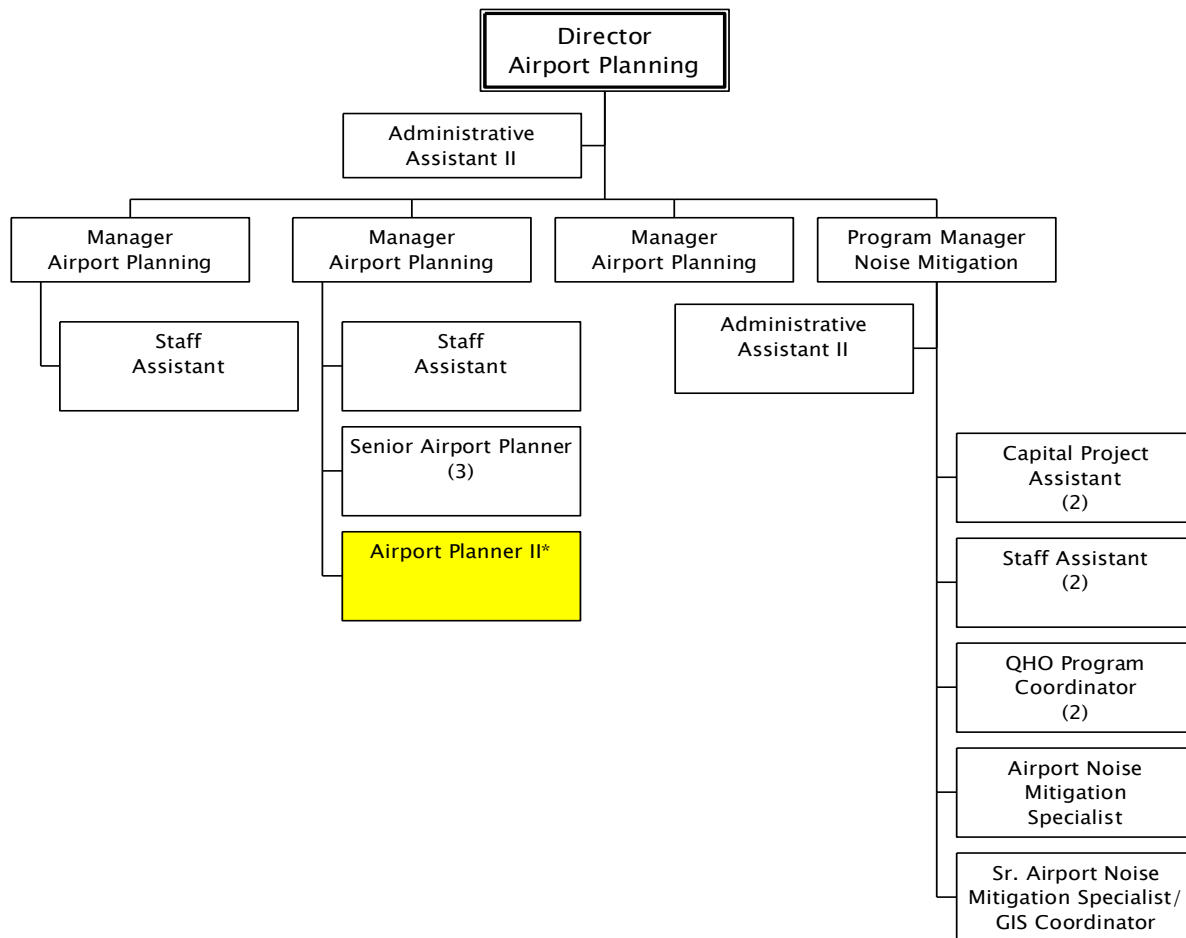 Director
Airport Planning
Administrative
Assistant II
Manager
Airport Planning
Manager
Airport Planning
Manager
Airport Planning
Program Manager
Noise Mitigation
Staff
Assistant
Staff
Assistant
Administrative
Assistant II
Senior Airport Planner
(3)
Airport Planner II*
Capital Project
Assistant
(2)
Staff Assistant
(2)
QHO Program
Coordinator
(2)
Airport Noise
Mitigation
Specialist
Sr. Airport Noise
Mitigation Specialist/
GIS Coordinator